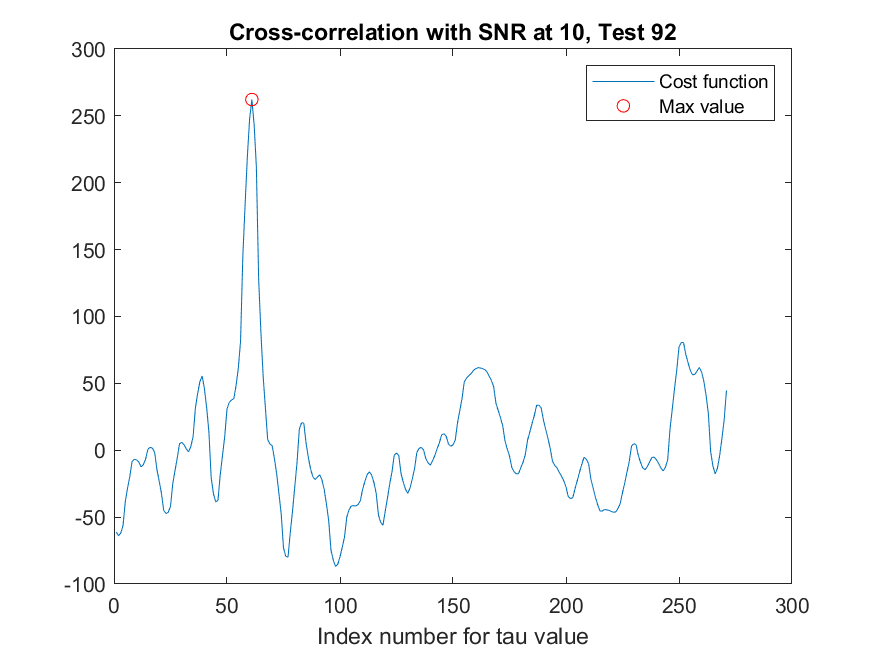 Cross-correlation with SNR at 10, Test 92
300
250
200
150
100
50
0
-50
-100
Cost function
Max value
0 50 100 150 200 250 300
Index number for tau value